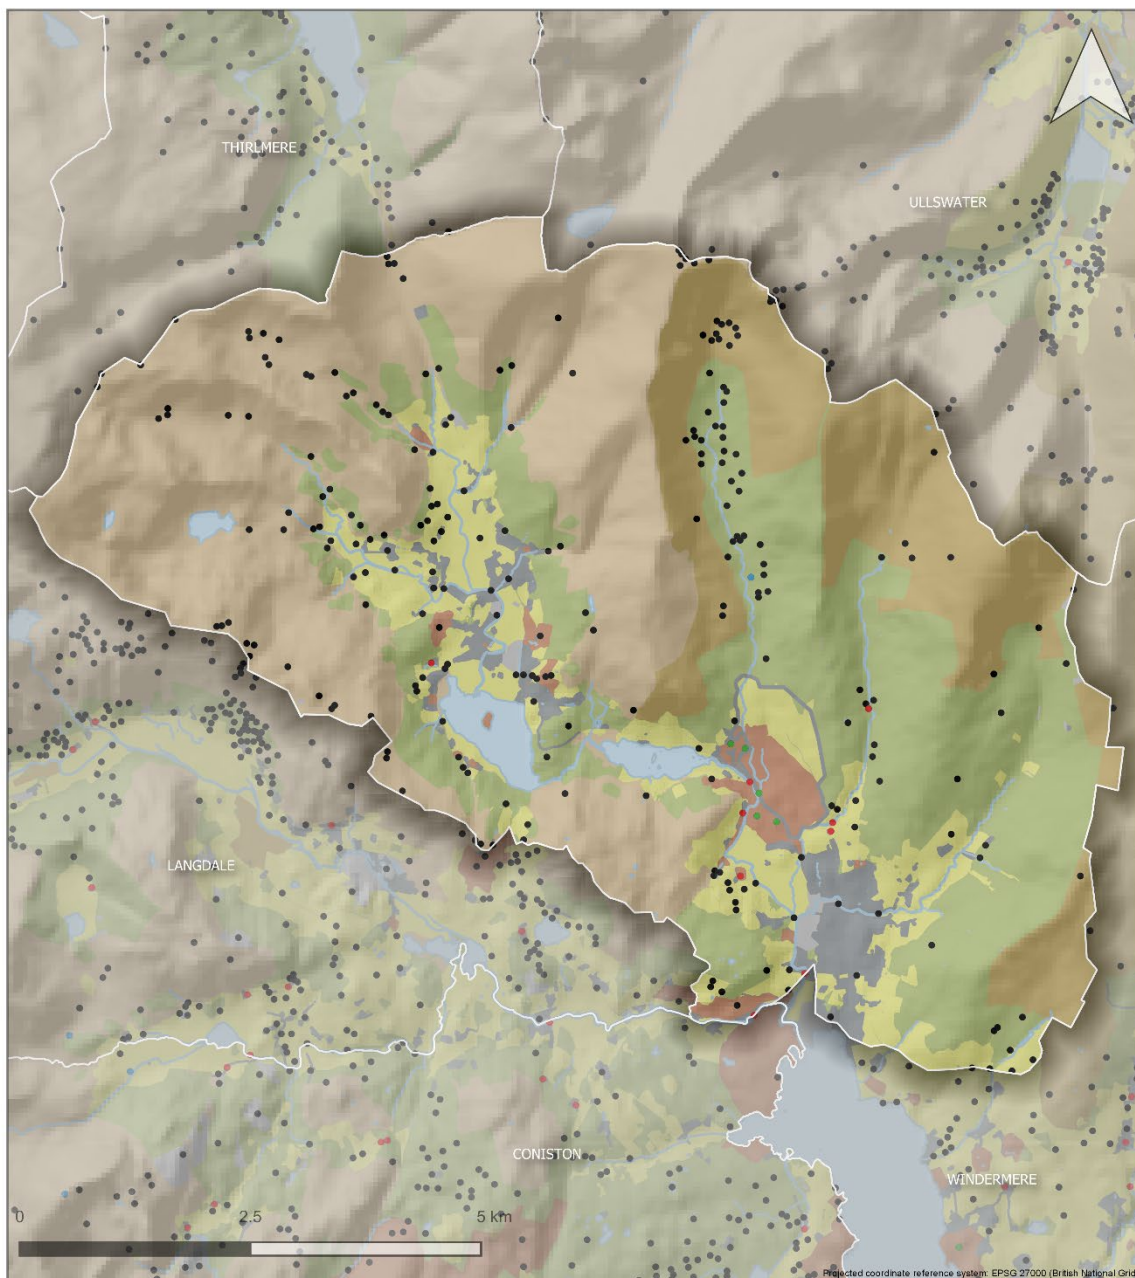 THIRLMERE
ULLSWATER
LANGDALE
CONISTON
WINDERMERE
0 2.5 5 km
Projected coordinate reference system: EPSG 27000 (British National Grid